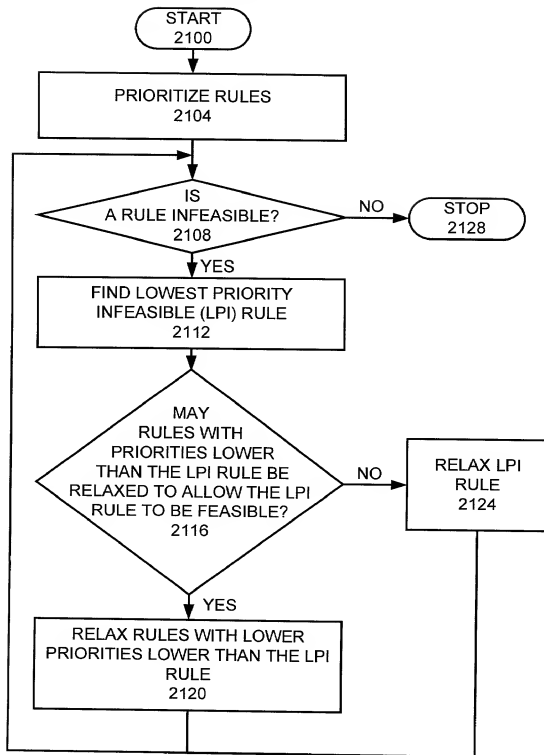 START
2100
PRIORITIZE RULES
2104
IS
A RULE INFEASIBLE?
2108
NO
STOP
2128
YES
FIND LOWEST PRIORITY
INFEASIBLE (LPI) RULE
2112
MAY
RULES WITH
PRIORITIES LOWER
THAN THE LPI RULE BE
RELAXED TO ALLOW THE LPI
RULE TO BE FEASIBLE?
2116
NO
RELAX LPI
RULE
2124
YES
RELAX RULES WITH LOWER
PRIORITIES LOWER THAN THE LPI
RULE
2120